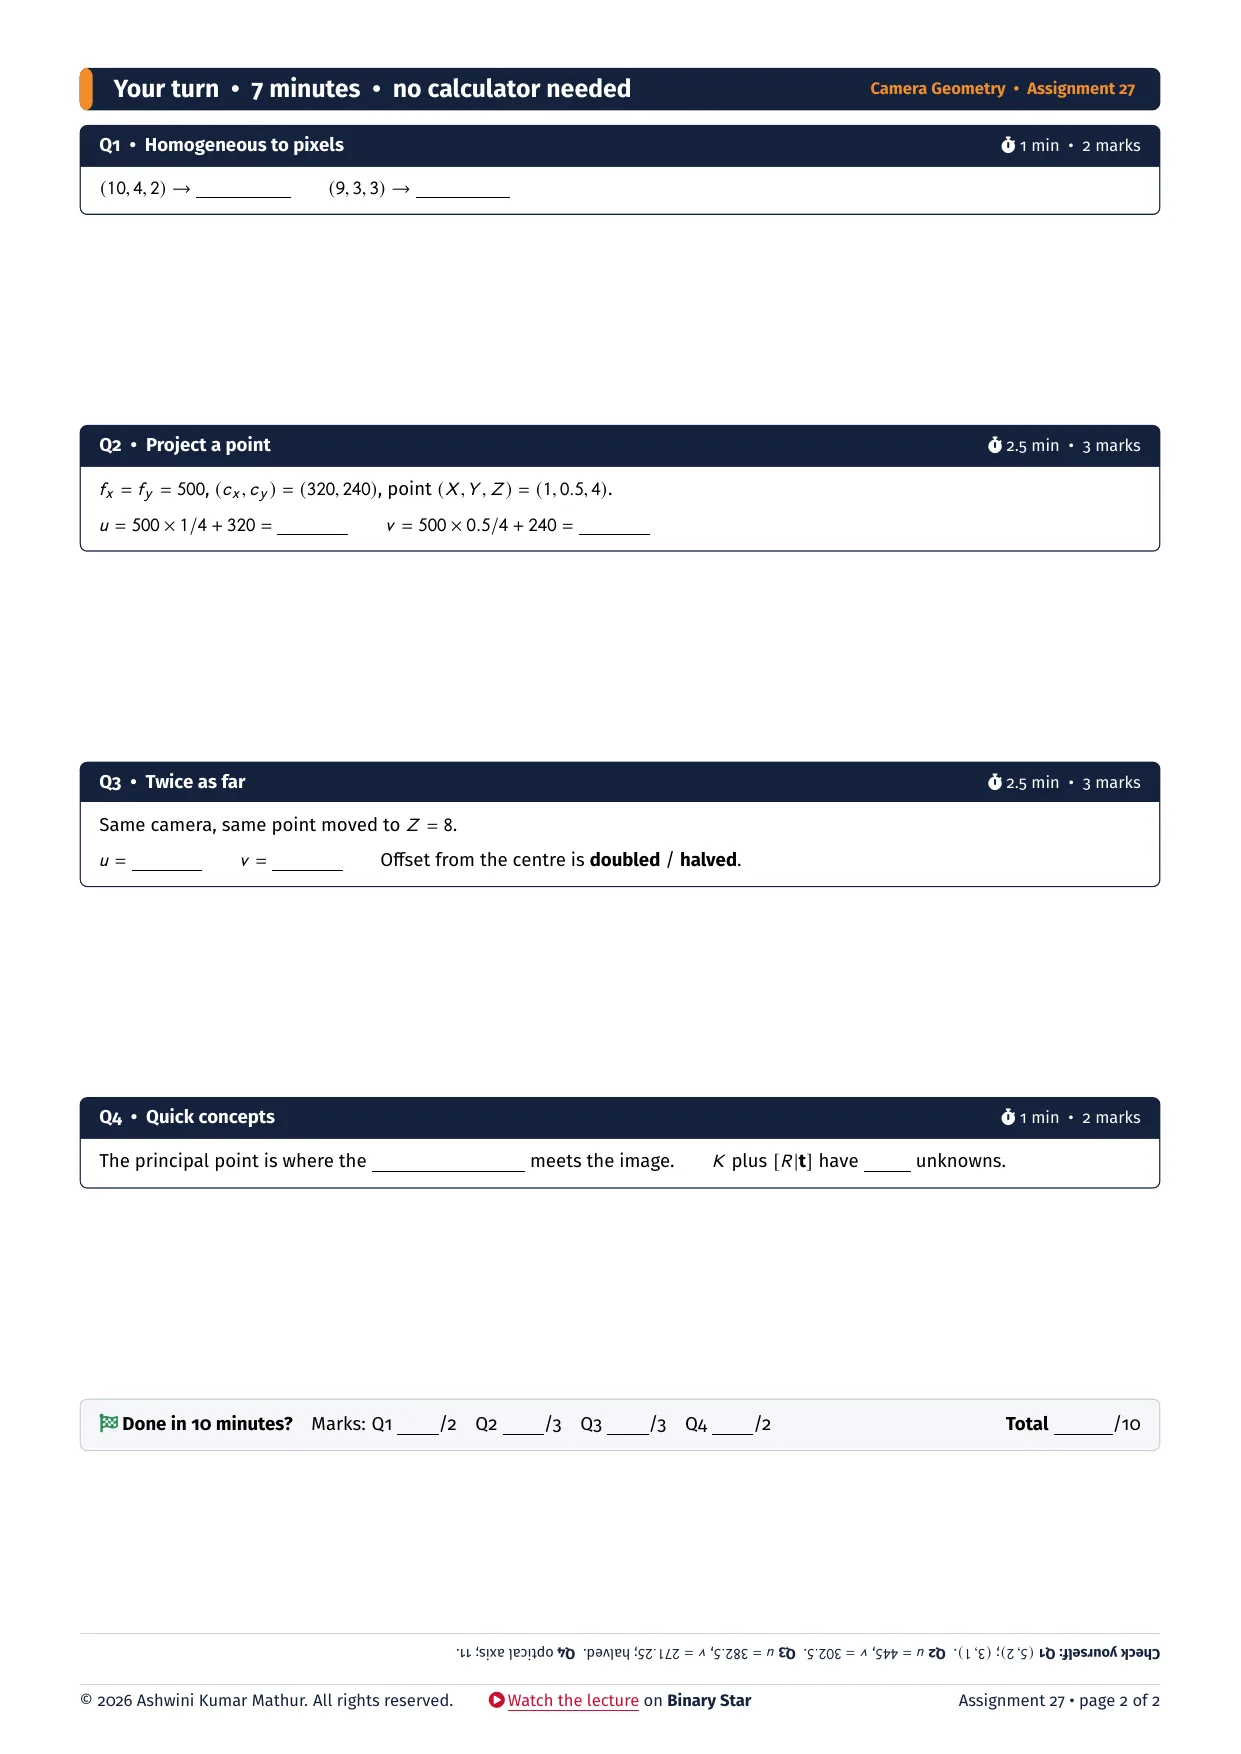 Your turn • 7 minutes • no calculator needed Camera Geometry • Assignment 27
Q1 • Homogeneous to pixels 1 min • 2 marks
(10, 4, 2) → __________ (9, 3, 3) → __________
Q2 • Project a point 2.5 min • 3 marks
fx = fy = 500, (cx, cy) = (320, 240), point (X, Y, Z) = (1, 0.5, 4).
u = 500 × 1/4 + 320 = ________ v = 500 × 0.5/4 + 240 = ________
Q3 • Twice as far 2.5 min • 3 marks
Same camera, same point moved to Z = 8.
u = ________ v = ________ Offset from the centre is doubled / halved.
Q4 • Quick concepts 1 min • 2 marks
The principal point is where the ________________ meets the image. K plus [R|t] have _____ unknowns.
Done in 10 minutes? Marks: Q1 ____/2 Q2 ____/3 Q3 ____/3 Q4 ____/2 Total ______/10
Check yourself: Q1 (5, 2); (3, 1). Q2 u = 445, v = 302.5. Q3 u = 382.5, v = 271.25; halved. Q4 optical axis; 11.
© 2026 Ashwini Kumar Mathur. All rights reserved. Watch the lecture on Binary Star Assignment 27 • page 2 of 2